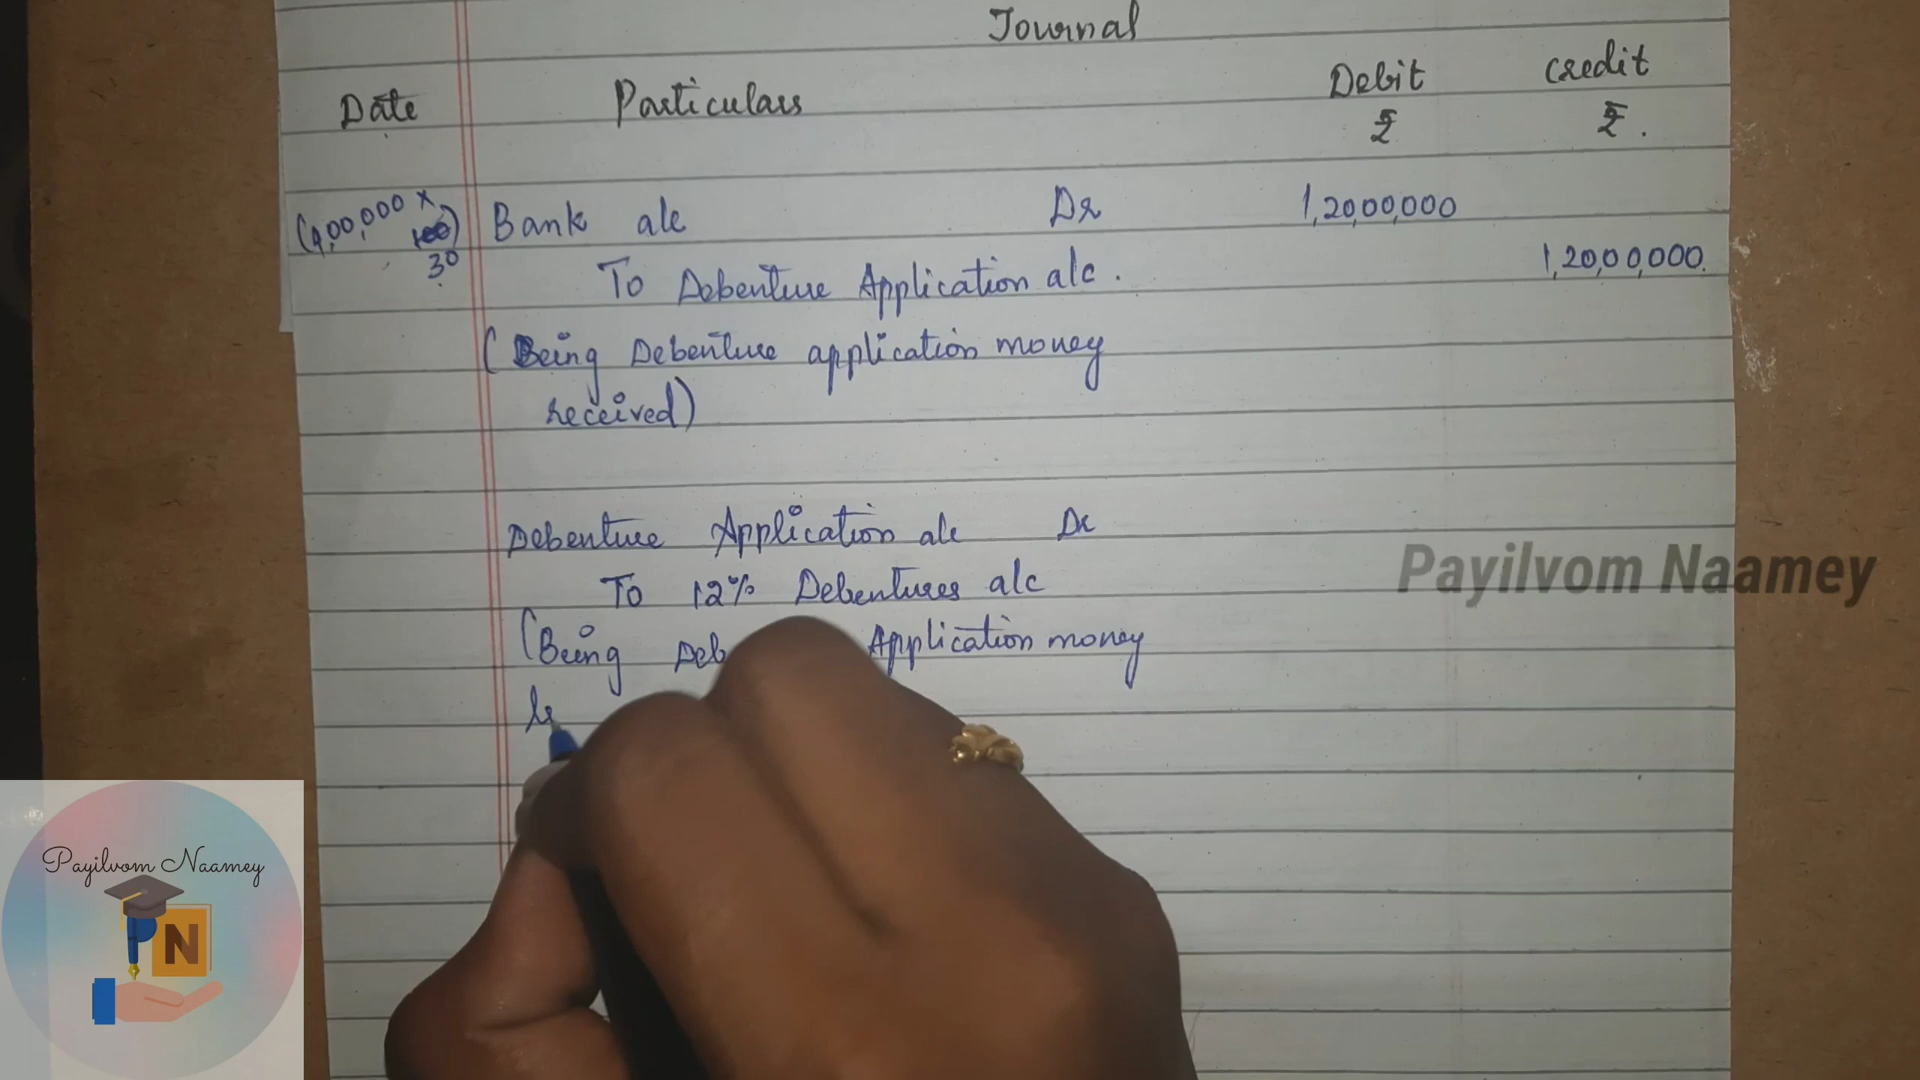 Journal
Date Particulars Debit Credit
₹ ₹.
(4,00,000 × 30) Bank a/c Dr 1,20,00,000
To Debenture Application a/c. 1,20,00,000.
(Being Debenture application money
received)
Debenture Application a/c Dr
To 12% Debentures a/c
(Being Deb Application money
Payilvom Naamey
Payilvom Naamey
PN